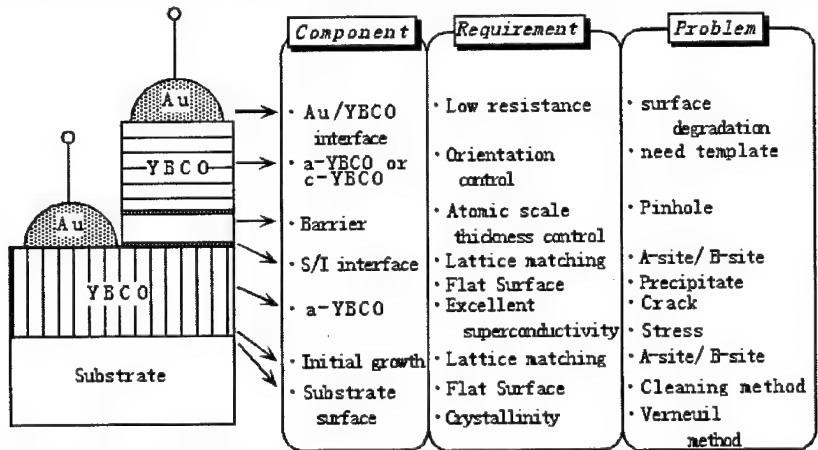 Component
Requirement
Problem
Au
YBCO
Au
YBCO
Substrate
· Au/YBCO
interface
· a-YBCO or
c-YBCO
· Barrier
· S/I interface
· a-YBCO
· Initial growth
· Substrate
surface
· Low resistance
· Orientation
control
· Atomic scale
thickness control
· Lattice matching
· Flat Surface
· Excellent
superconductivity
· Lattice matching
· Flat Surface
· Crystallinity
· surface
degradation
· need template
· Pinhole
· A-site/B-site
· Precipitate
· Crack
· Stress
· A-site/B-site
· Cleaning method
· Verneuil
method